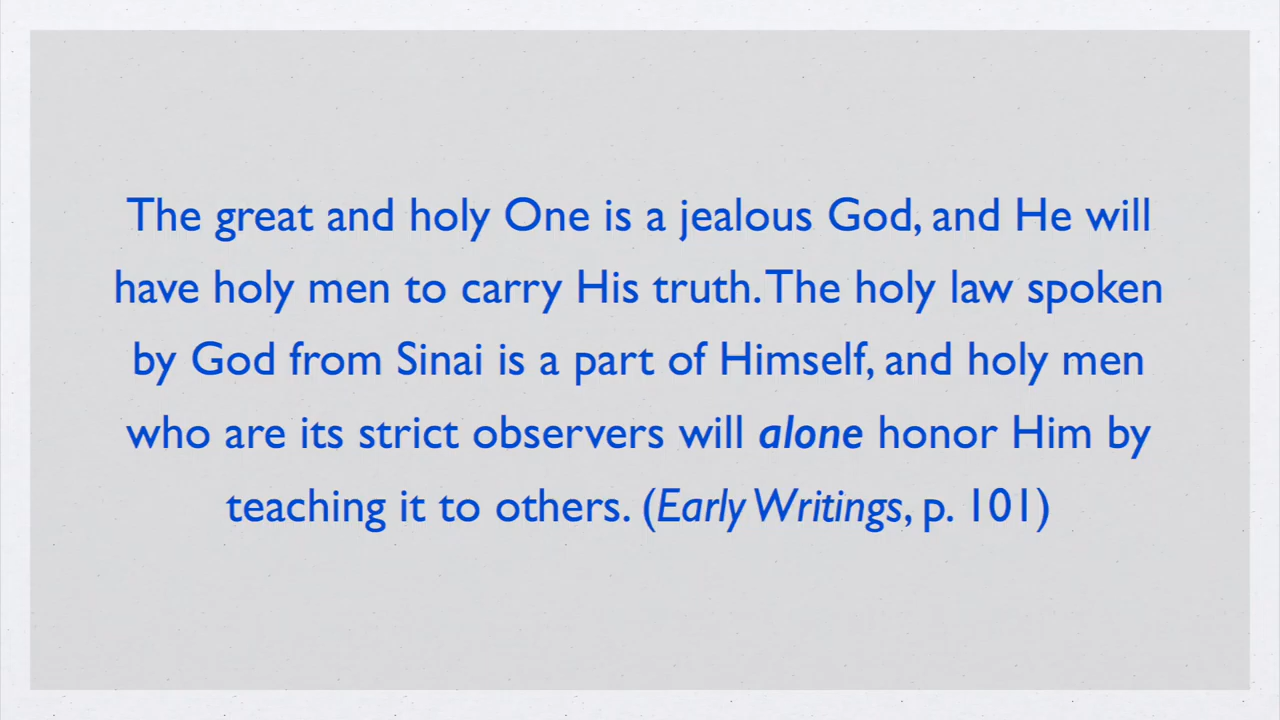 The great and holy One is a jealous God, and He will
have holy men to carry His truth. The holy law spoken
by God from Sinai is a part of Himself, and holy men
who are its strict observers will alone honor Him by
teaching it to others. (Early Writings, p. 101)